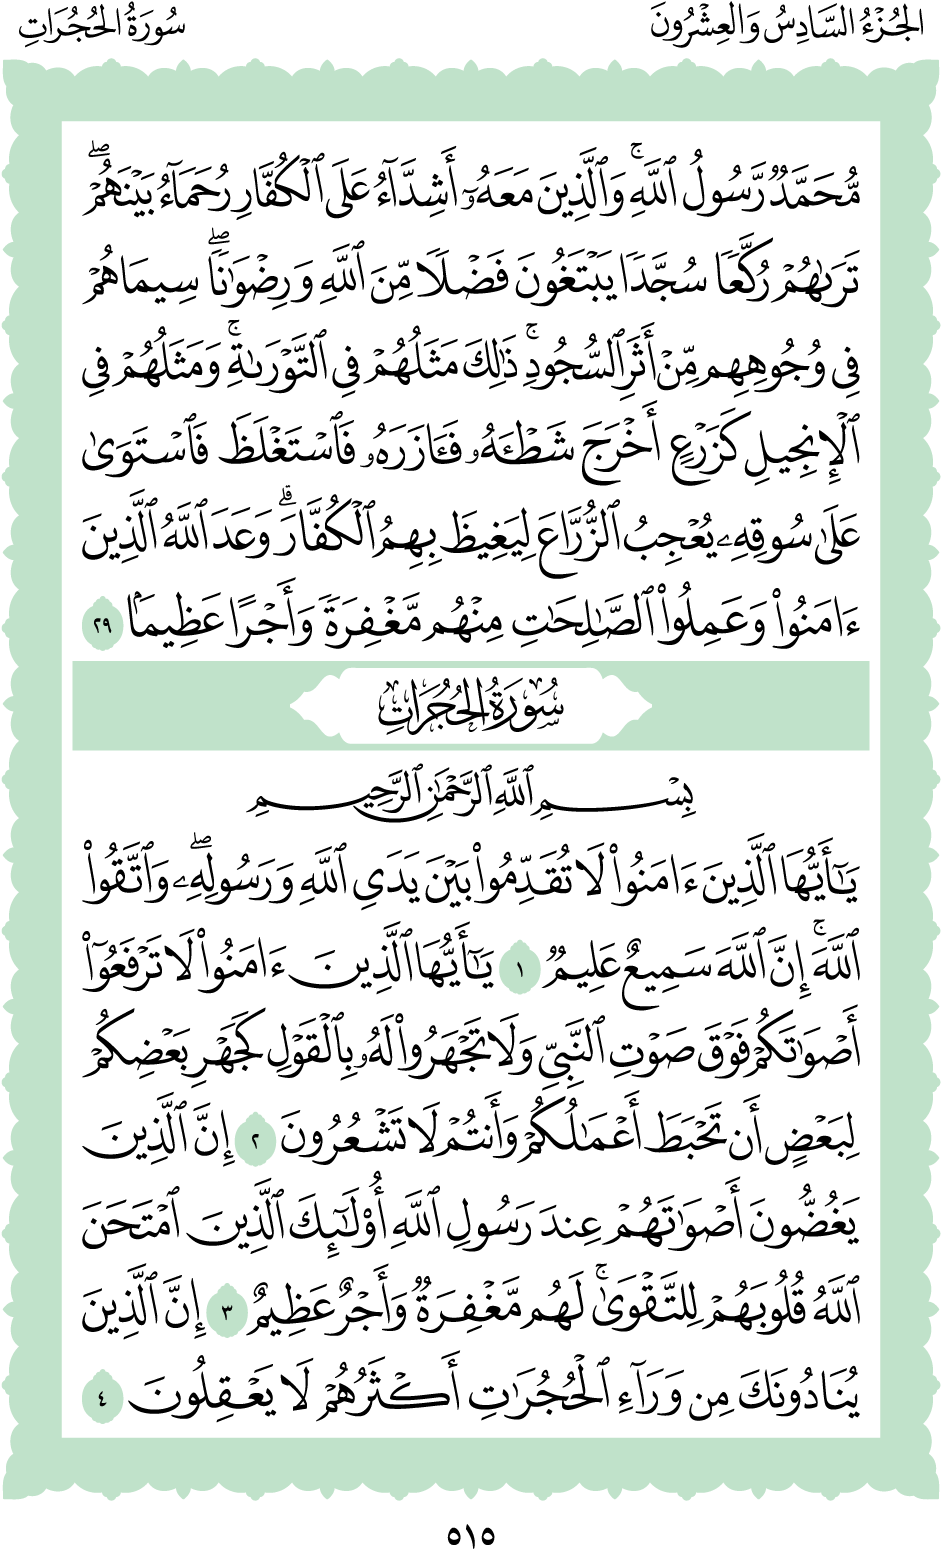 الجُزْءُ السَّادِسُ وَالعِشْرُونَ
سُورَةُ الحُجُرَاتِ
مُّحَمَّدٌ رَّسُولُ ٱللَّهِۚ وَٱلَّذِينَ مَعَهُۥٓ أَشِدَّآءُ عَلَى ٱلْكُفَّارِ رُحَمَآءُ بَيْنَهُمْۖ
تَرَىٰهُمْ رُكَّعًا سُجَّدًا يَبْتَغُونَ فَضْلًا مِّنَ ٱللَّهِ وَرِضْوَٰنًاۖ سِيمَاهُمْ
فِى وُجُوهِهِم مِّنْ أَثَرِ ٱلسُّجُودِۚ ذَٰلِكَ مَثَلُهُمْ فِى ٱلتَّوْرَىٰةِۚ وَمَثَلُهُمْ فِى
ٱلْإِنجِيلِ كَزَرْعٍ أَخْرَجَ شَطْـَٔهُۥ فَـَٔازَرَهُۥ فَٱسْتَغْلَظَ فَٱسْتَوَىٰ
عَلَىٰ سُوقِهِۦ يُعْجِبُ ٱلزُّرَّاعَ لِيَغِيظَ بِهِمُ ٱلْكُفَّارَۗ وَعَدَ ٱللَّهُ ٱلَّذِينَ
ءَامَنُوا۟ وَعَمِلُوا۟ ٱلصَّـٰلِحَـٰتِ مِنْهُم مَّغْفِرَةً وَأَجْرًا عَظِيمًۢا ٢٩
سُورَةُ الحُجُرَاتِ
بِسْمِ ٱللَّهِ ٱلرَّحْمَـٰنِ ٱلرَّحِيمِ
يَـٰٓأَيُّهَا ٱلَّذِينَ ءَامَنُوا۟ لَا تُقَدِّمُوا۟ بَيْنَ يَدَىِ ٱللَّهِ وَرَسُولِهِۦۖ وَٱتَّقُوا۟
ٱللَّهَۚ إِنَّ ٱللَّهَ سَمِيعٌ عَلِيمٌ ١ يَـٰٓأَيُّهَا ٱلَّذِينَ ءَامَنُوا۟ لَا تَرْفَعُوٓا۟
أَصْوَٰتَكُمْ فَوْقَ صَوْتِ ٱلنَّبِىِّ وَلَا تَجْهَرُوا۟ لَهُۥ بِٱلْقَوْلِ كَجَهْرِ بَعْضِكُمْ
لِبَعْضٍ أَن تَحْبَطَ أَعْمَـٰلُكُمْ وَأَنتُمْ لَا تَشْعُرُونَ ٢ إِنَّ ٱلَّذِينَ
يَغُضُّونَ أَصْوَٰتَهُمْ عِندَ رَسُولِ ٱللَّهِ أُو۟لَـٰٓئِكَ ٱلَّذِينَ ٱمْتَحَنَ
ٱللَّهُ قُلُوبَهُمْ لِلتَّقْوَىٰۚ لَهُم مَّغْفِرَةٌ وَأَجْرٌ عَظِيمٌ ٣ إِنَّ ٱلَّذِينَ
يُنَادُونَكَ مِن وَرَآءِ ٱلْحُجُرَٰتِ أَكْثَرُهُمْ لَا يَعْقِلُونَ ٤
٥١٥